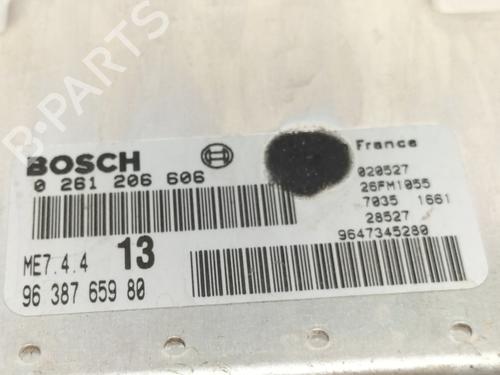 B-PARTS
BOSCH
0 261 206 606
ME7.4.4 13
96 387 659 80
France
020527
26FM1055
7035 1661
28527
9647345280